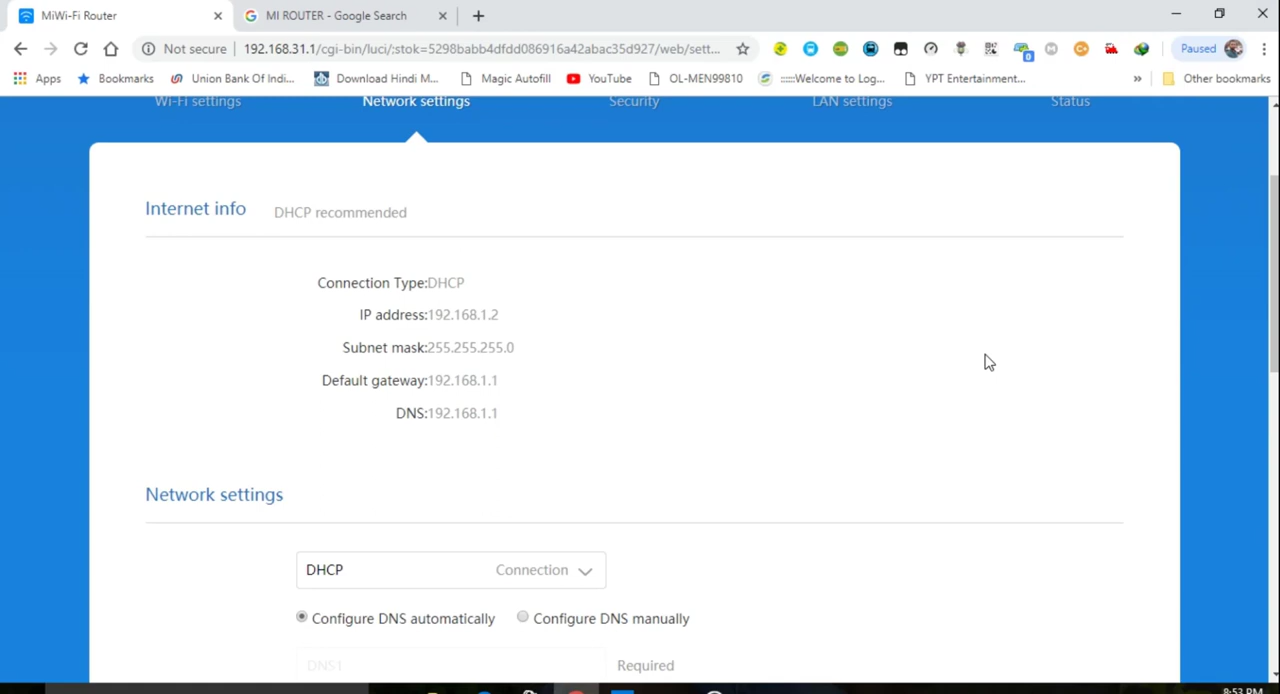 MiWi-Fi Router
MI ROUTER - Google Search
Not secure
192.168.31.1/cgi-bin/luci/;stok=5298babb4dfdd086916a42abac35d927/web/sett...
0
Paused
Apps
Bookmarks
Union Bank Of Indi...
Download Hindi M...
Magic Autofill
YouTube
OL-MEN99810
:::::Welcome to Log...
YPT Entertainment...
»
Other bookmarks
Wi-Fi settings
Network settings
Security
LAN settings
Status
Internet info
DHCP recommended
Connection Type:DHCP
IP address:192.168.1.2
Subnet mask:255.255.255.0
Default gateway:192.168.1.1
DNS:192.168.1.1
Network settings
DHCP
Connection
Configure DNS automatically
Configure DNS manually
DNS1
Required
8:53 PM